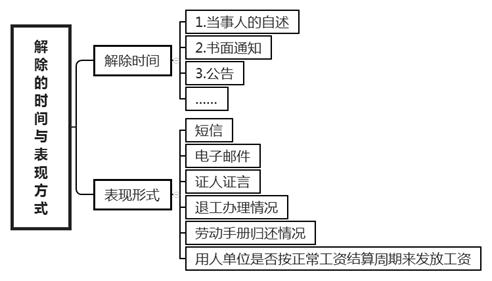 解除的时间与表现方式
解除时间
1.当事人的自述
2.书面通知
3.公告
......
表现形式
短信
电子邮件
证人证言
退工办理情况
劳动手册归还情况
用人单位是否按正常工资结算周期来发放工资